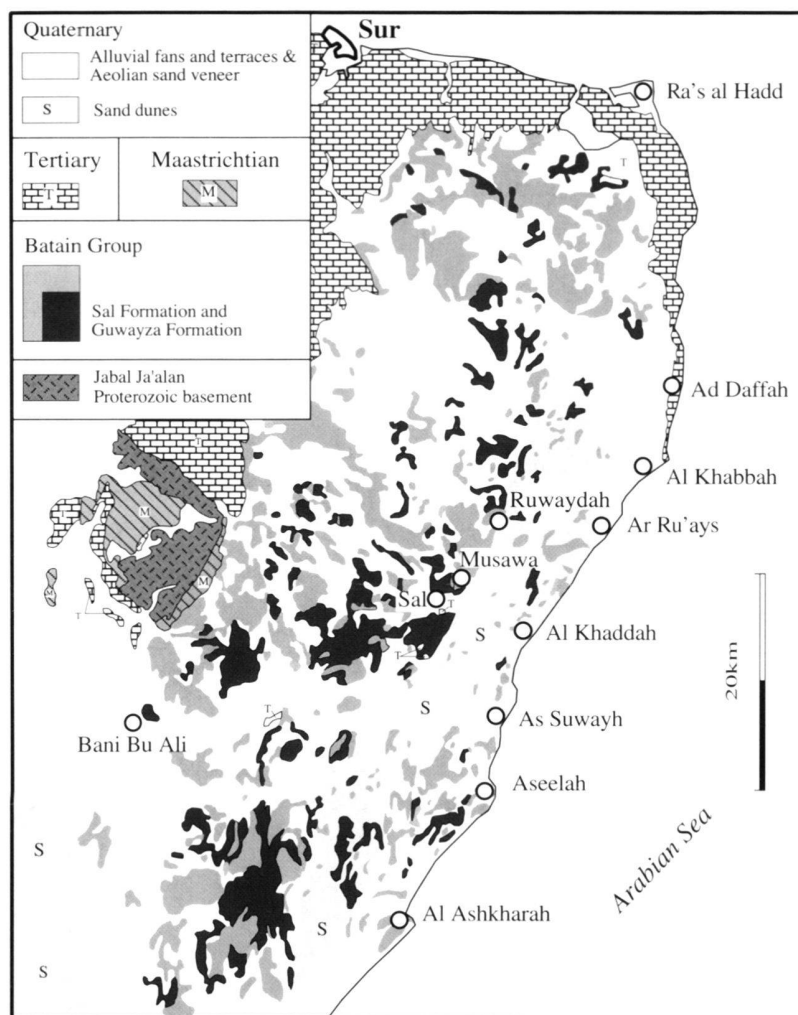 Quaternary
Alluvial fans and terraces &
Aeolian sand veneer
S
Sand dunes
Tertiary
Maastrichtian
T
M
Batain Group
Sal Formation and
Guwayza Formation
Jabal Ja'alan
Proterozoic basement
Sur
Ra's al Hadd
T
Ad Daffah
T
Al Khabbah
M
T
Ruwaydah
Ar Ru'ays
Musawa
M
M
Sal
T
T
S
Al Khaddah
T
T
S
As Suwayh
Bani Bu Ali
20km
Aseelah
S
Arabian Sea
Al Ashkharah
S
S